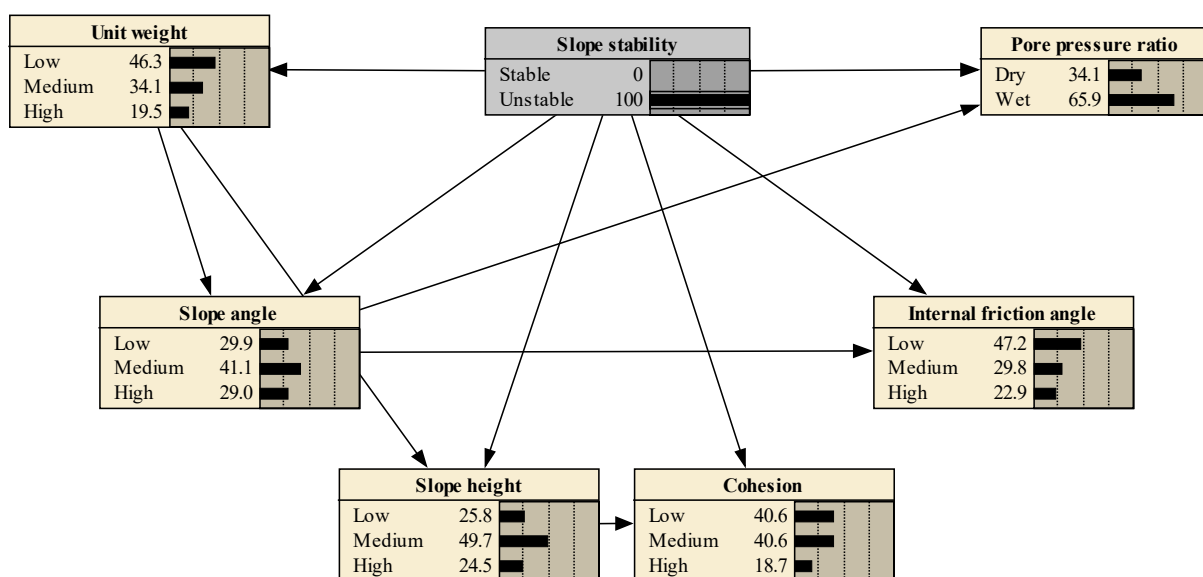 Unit weight
Low 46.3
Medium 34.1
High 19.5
Slope stability
Stable 0
Unstable 100
Pore pressure ratio
Dry 34.1
Wet 65.9
Slope angle
Low 29.9
Medium 41.1
High 29.0
Internal friction angle
Low 47.2
Medium 29.8
High 22.9
Slope height
Low 25.8
Medium 49.7
High 24.5
Cohesion
Low 40.6
Medium 40.6
High 18.7